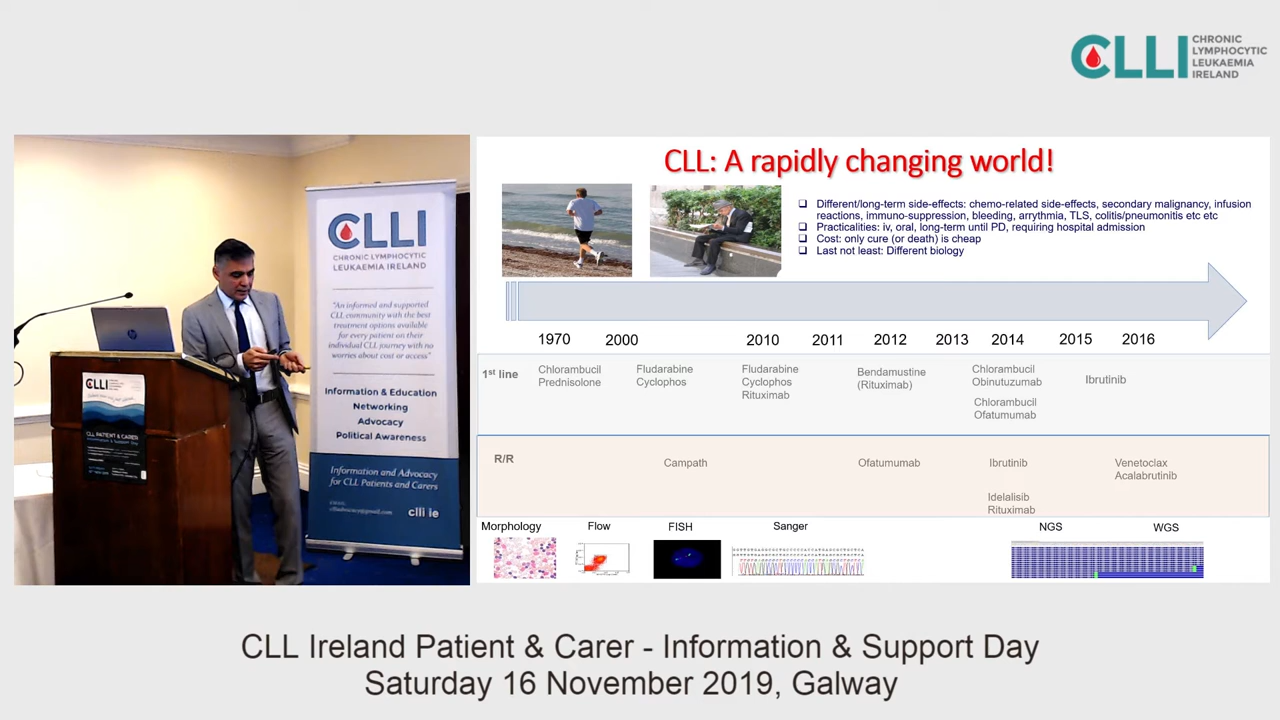 CLLI
CHRONIC
LYMPHOCYTIC
LEUKAEMIA
IRELAND
CLLI
CHRONIC LYMPHOCYTIC
LEUKAEMIA IRELAND
"An informed and supported
CLL community with the best
treatment options available
for every patient on their
individual CLL journey with no
worries about cost or access"
Information & Education
Networking
Advocacy
Political Awareness
Information and Advocacy
for CLL Patients and Carers
clli ie
CLLI
CLL PATIENT & CARER
CLL: A rapidly changing world!
❑ Different/long-term side-effects: chemo-related side-effects, secondary malignancy, infusion
reactions, immuno-suppression, bleeding, arrythmia, TLS, colitis/pneumonitis etc etc
❑ Practicalities: iv, oral, long-term until PD, requiring hospital admission
❑ Cost: only cure (or death) is cheap
❑ Last not least: Different biology
1970 2000 2010 2011 2012 2013 2014 2015 2016
1st line
Chlorambucil
Prednisolone
Fludarabine
Cyclophos
Fludarabine
Cyclophos
Rituximab
Bendamustine
(Rituximab)
Chlorambucil
Obinutuzumab
Chlorambucil
Ofatumumab
Ibrutinib
R/R
Campath
Ofatumumab
Ibrutinib
Idelalisib
Rituximab
Venetoclax
Acalabrutinib
Morphology Flow FISH Sanger NGS WGS
CLL Ireland Patient & Carer - Information & Support Day
Saturday 16 November 2019, Galway